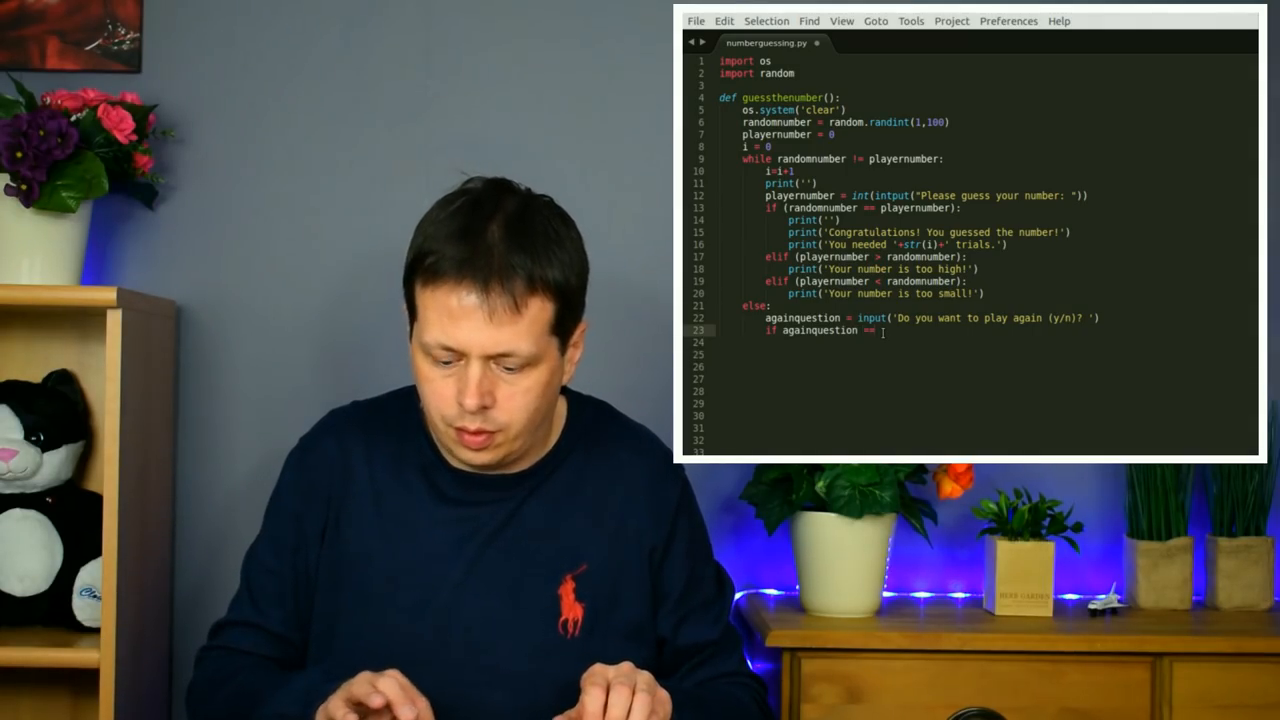 File Edit Selection Find View Goto Tools Project Preferences Help
numberguessing.py
1 import os
2 import random
3
4 def guessthenumber():
5 os.system('clear')
6 randomnumber = random.randint(1,100)
7 playernumber = 0
8 i = 0
9 while randomnumber != playernumber:
10 i=i+1
11 print('')
12 playernumber = int(intput("Please guess your number: "))
13 if (randomnumber == playernumber):
14 print('')
15 print('Congratulations! You guessed the number!')
16 print('You needed '+str(i)+' trials.')
17 elif (playernumber > randomnumber):
18 print('Your number is too high!')
19 elif (playernumber < randomnumber):
20 print('Your number is too small!')
21 else:
22 againquestion = input('Do you want to play again (y/n)? ')
23 if againquestion ==
24
25
26
27
28
29
30
31
32
33
HERB GARDEN